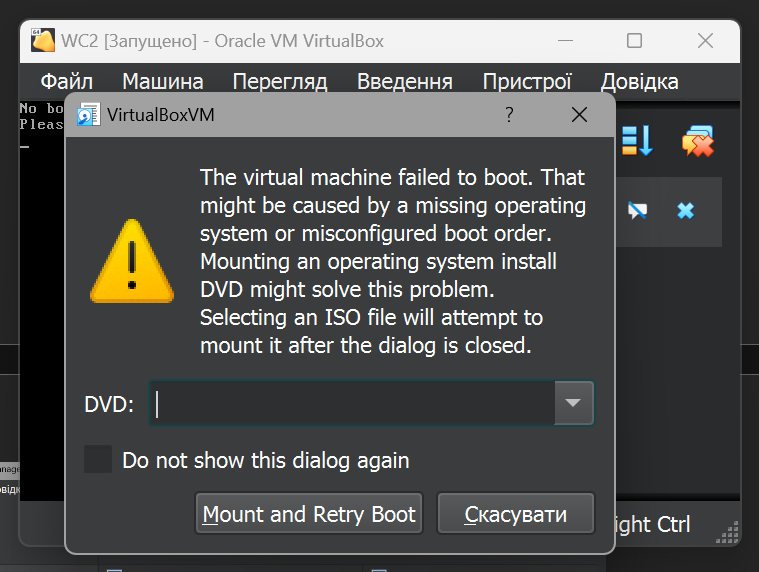 WC2 [Запущено] - Oracle VM VirtualBox
Файл Машина Перегляд Введення Пристрої Довідка
No bo
Pleas
VirtualBoxVM
The virtual machine failed to boot. That
might be caused by a missing operating
system or misconfigured boot order.
Mounting an operating system install
DVD might solve this problem.
Selecting an ISO file will attempt to
mount it after the dialog is closed.
DVD:
Do not show this dialog again
Mount and Retry Boot Скасувати
ight Ctrl